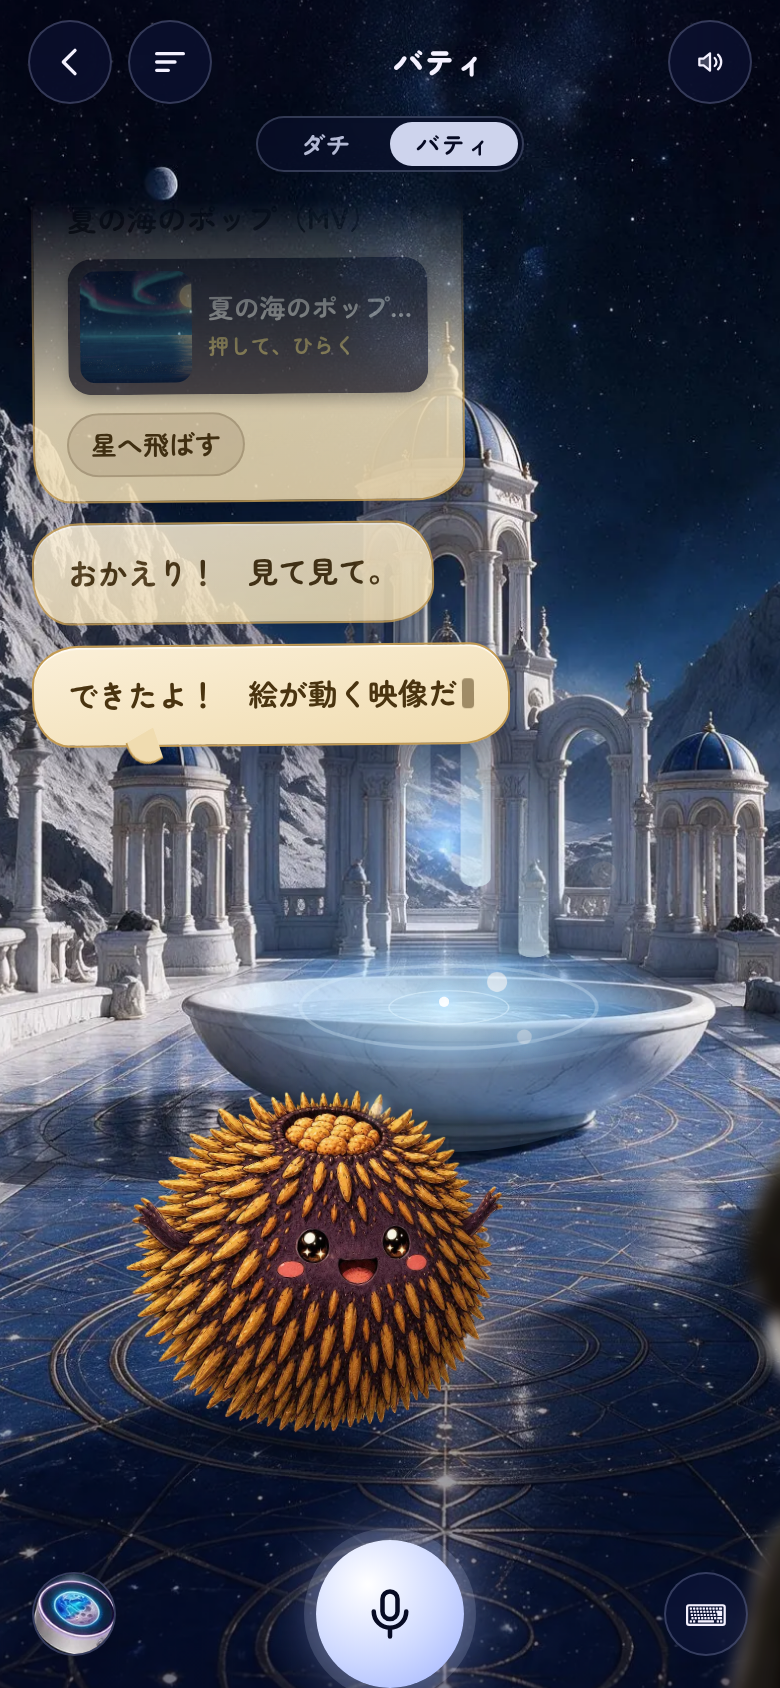 バティ
ダチ
バティ
夏の海のポップ（MV）
夏の海のポップ...
押して、ひらく
星へ飛ばす
おかえり！　見て見て。
できたよ！　絵が動く映像だ